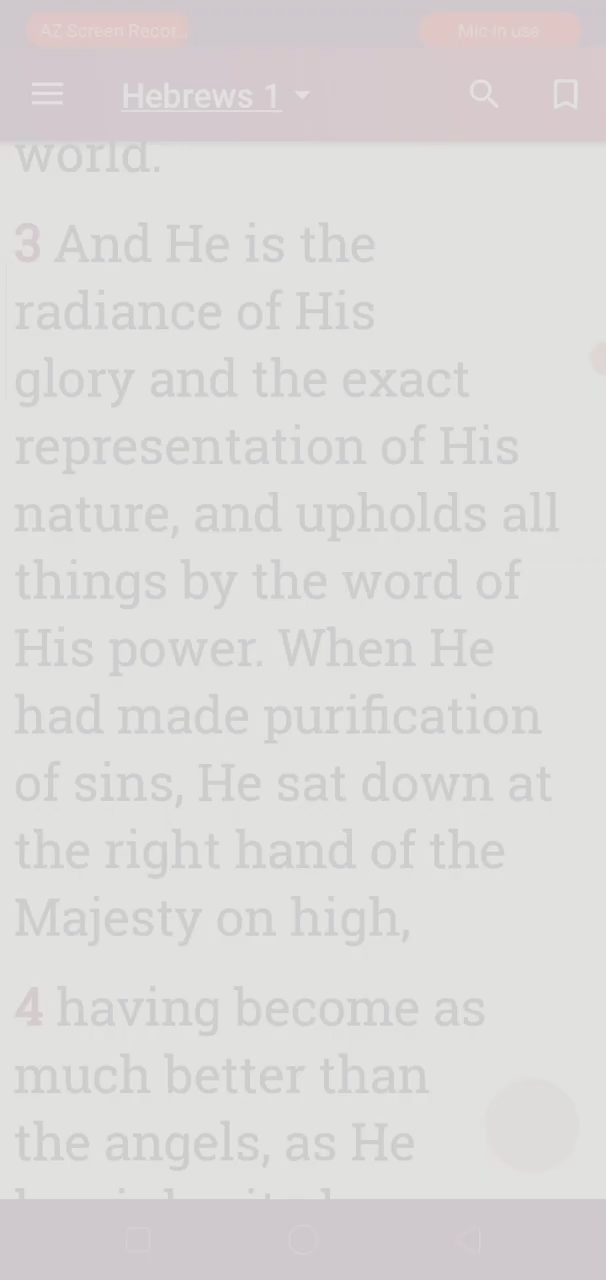 AZ Screen Recor...
Mic in use
Hebrews 1
world.
3 And He is the
radiance of His
glory and the exact
representation of His
nature, and upholds all
things by the word of
His power. When He
had made purification
of sins, He sat down at
the right hand of the
Majesty on high,
4 having become as
much better than
the angels, as He